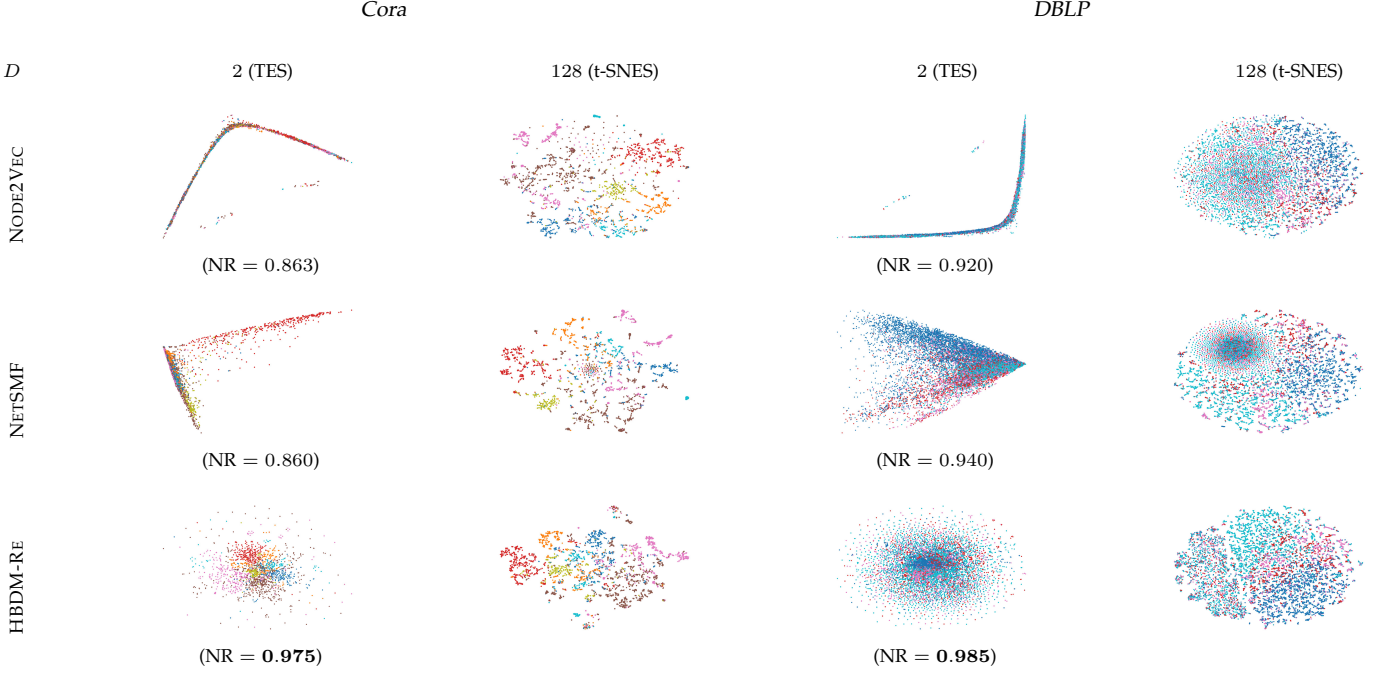 Cora DBLP
D 2 (TES) 128 (t-SNES) 2 (TES) 128 (t-SNES)
NODE2VEC
(NR = 0.863) (NR = 0.920)
NETSMF
(NR = 0.860) (NR = 0.940)
HBDM-RE
(NR = 0.975) (NR = 0.985)